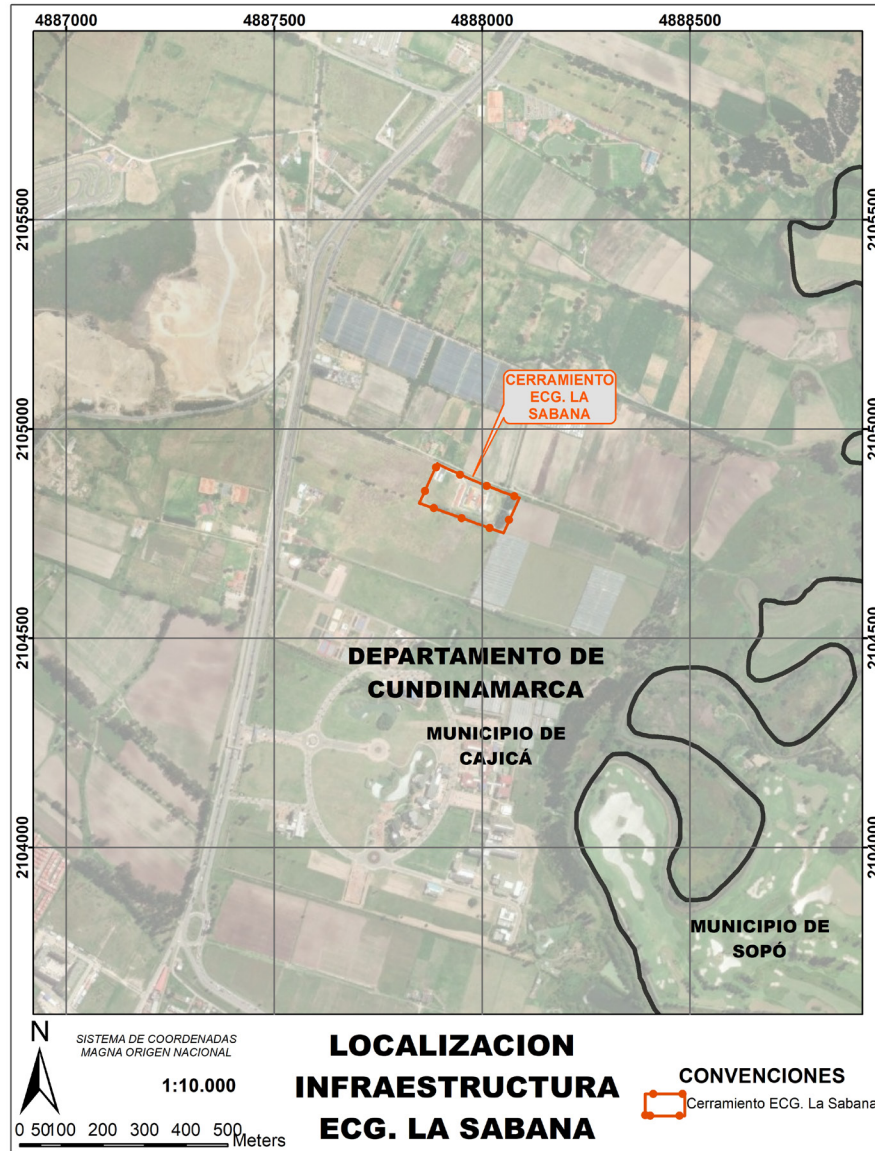 4887000 4887500 4888000 4888500
2105500 2105500
CERRAMIENTO
ECG. LA
SABANA
2105000 2105000
2104500 2104500
DEPARTAMENTO DE
CUNDINAMARCA
MUNICIPIO DE
CAJICÁ
2104000 2104000
MUNICIPIO DE
SOPÓ
N
SISTEMA DE COORDENADAS
MAGNA ORIGEN NACIONAL
1:10.000
0 50100 200 300 400 500
Meters
LOCALIZACION
INFRAESTRUCTURA
ECG. LA SABANA
CONVENCIONES
Cerramiento ECG. La Sabana